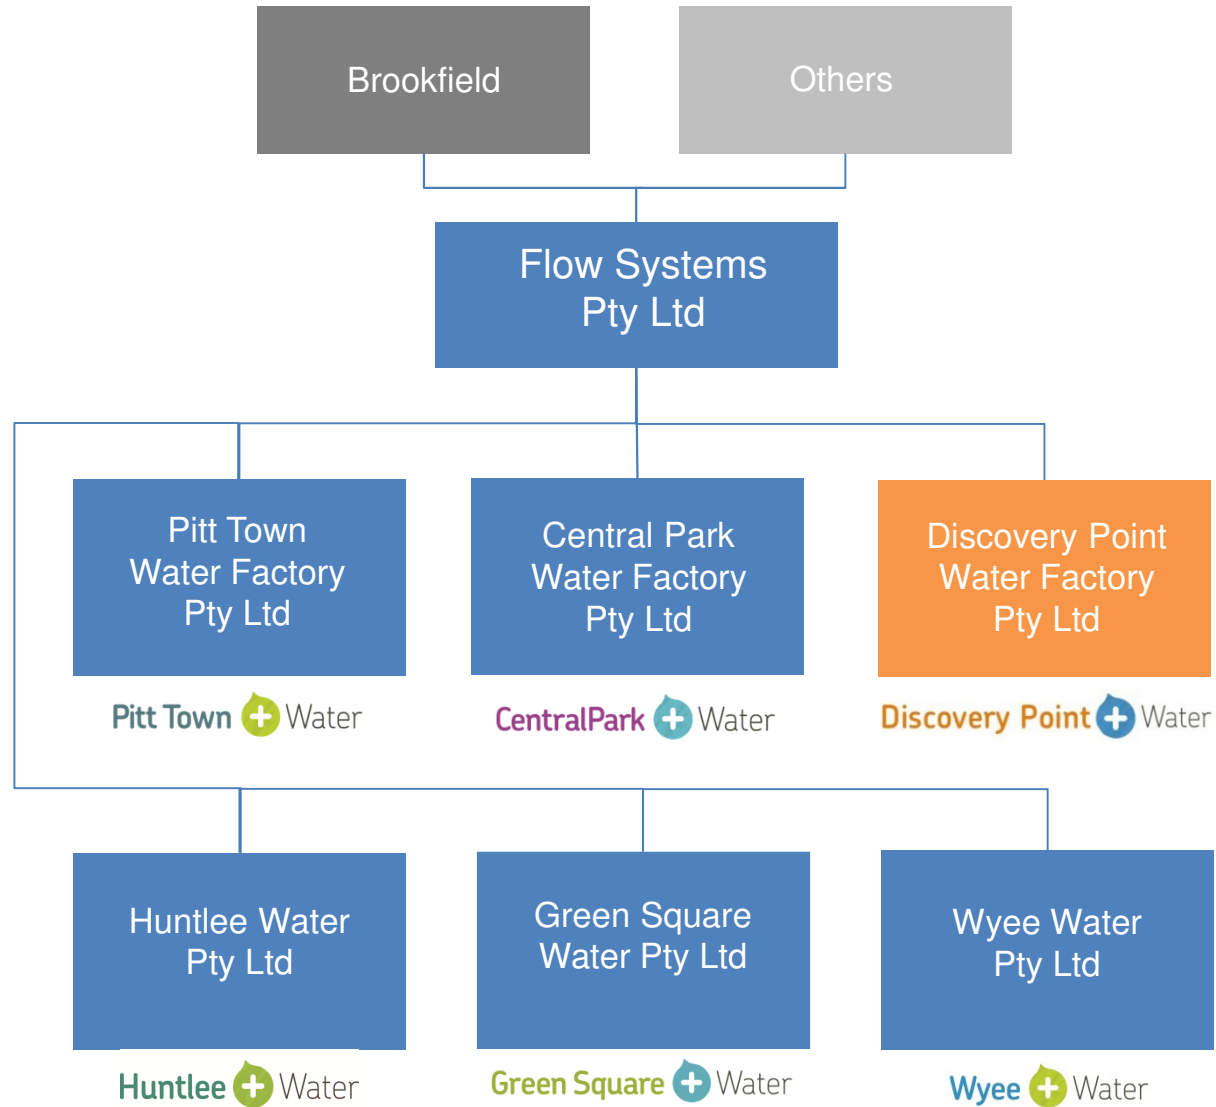 Brookfield
Others
Flow Systems
Pty Ltd
Pitt Town
Water Factory
Pty Ltd
Central Park
Water Factory
Pty Ltd
Discovery Point
Water Factory
Pty Ltd
Pitt Town + Water
CentralPark + Water
Discovery Point + Water
Huntlee Water
Pty Ltd
Green Square
Water Pty Ltd
Wyee Water
Pty Ltd
Huntlee + Water
Green Square + Water
Wyee + Water